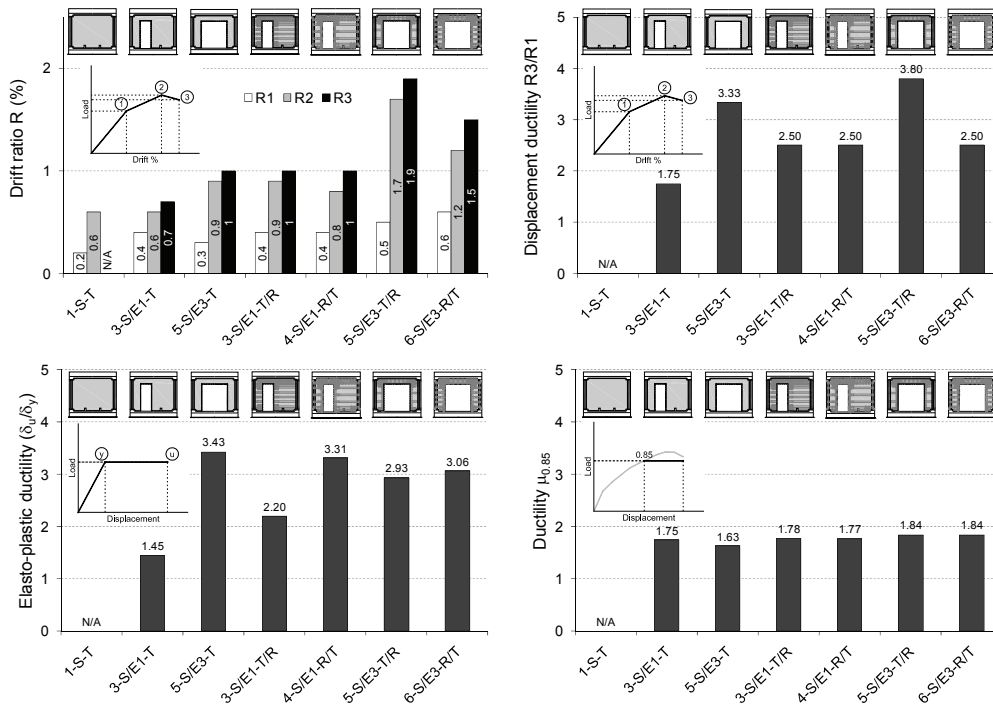 Drift ratio R (%)
2
1
0
Load
1
2
3
Drift %
R1 R2 R3
0.2 0.6 N/A
0.4 0.6 0.7
0.3 0.9 1
0.4 0.9 1
0.4 0.8 1
0.5 1.7 1.9
0.6 1.2 1.5
1-S-T
3-S/E1-T
5-S/E3-T
3-S/E1-T/R
4-S/E1-R/T
5-S/E3-T/R
6-S/E3-R/T
Displacement ductility R3/R1
5
4
3
2
1
0
Load
1
2
3
Drift %
N/A
1.75
3.33
2.50
2.50
3.80
2.50
1-S-T
3-S/E1-T
5-S/E3-T
3-S/E1-T/R
4-S/E1-R/T
5-S/E3-T/R
6-S/E3-R/T
Elasto-plastic ductility (δu/δy)
5
4
3
2
1
0
Load
y
u
Displacement
N/A
1.45
3.43
2.20
3.31
2.93
3.06
1-S-T
3-S/E1-T
5-S/E3-T
3-S/E1-T/R
4-S/E1-R/T
5-S/E3-T/R
6-S/E3-R/T
Ductility μ0.85
5
4
3
2
1
0
Load
0.85
Displacement
N/A
1.75
1.63
1.78
1.77
1.84
1.84
1-S-T
3-S/E1-T
5-S/E3-T
3-S/E1-T/R
4-S/E1-R/T
5-S/E3-T/R
6-S/E3-R/T